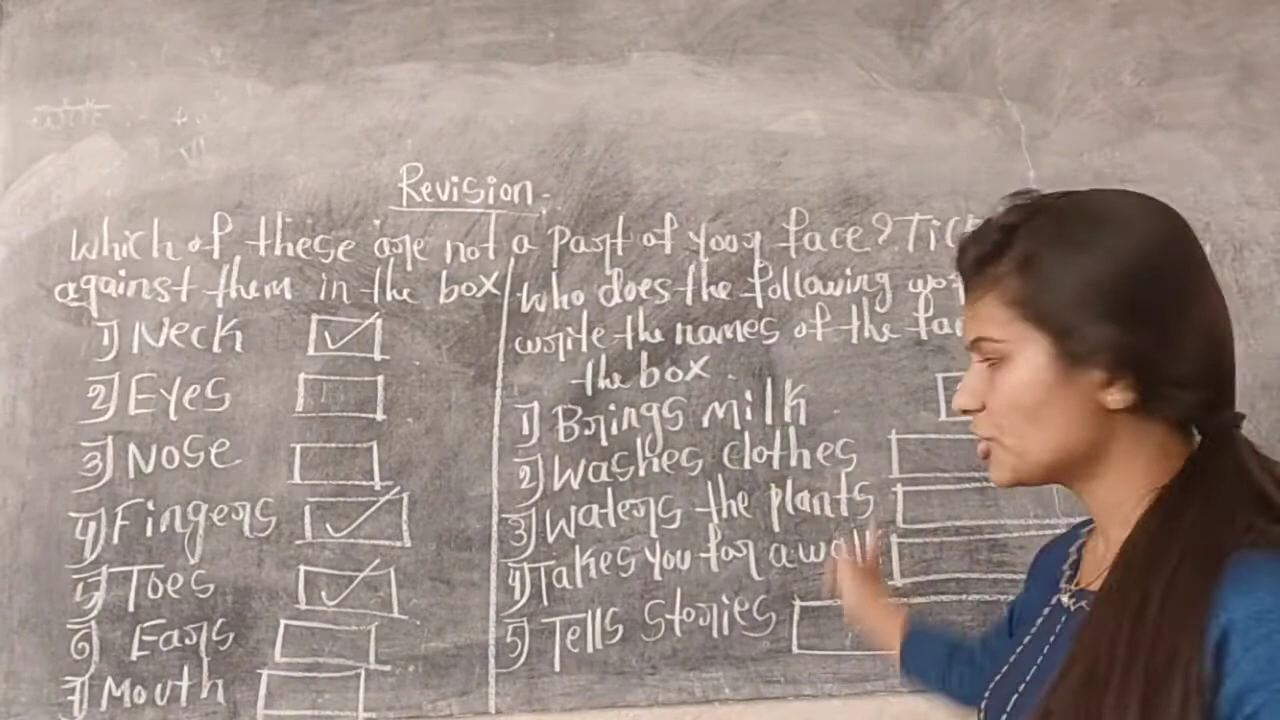 Revision.
Which of these are not a part of your face? Tick
against them in the box
1) Neck
2) Eyes
3) Nose
4) Fingers
5) Toes
6) Ears
7) Mouth
Who does the following
write the names of the
the box.
1) Brings milk
2) Washes clothes
3) Waters the plants
4) Takes you for a walk
5) Tells stories